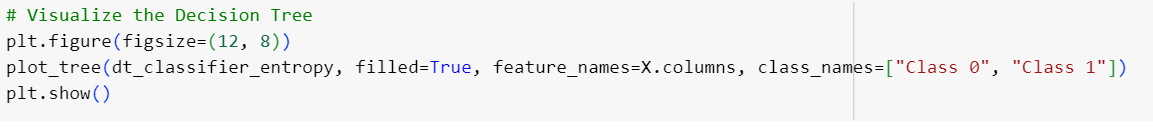 # Visualize the Decision Tree
plt.figure(figsize=(12, 8))
plot_tree(dt_classifier_entropy, filled=True, feature_names=X.columns, class_names=["Class 0", "Class 1"])
plt.show()